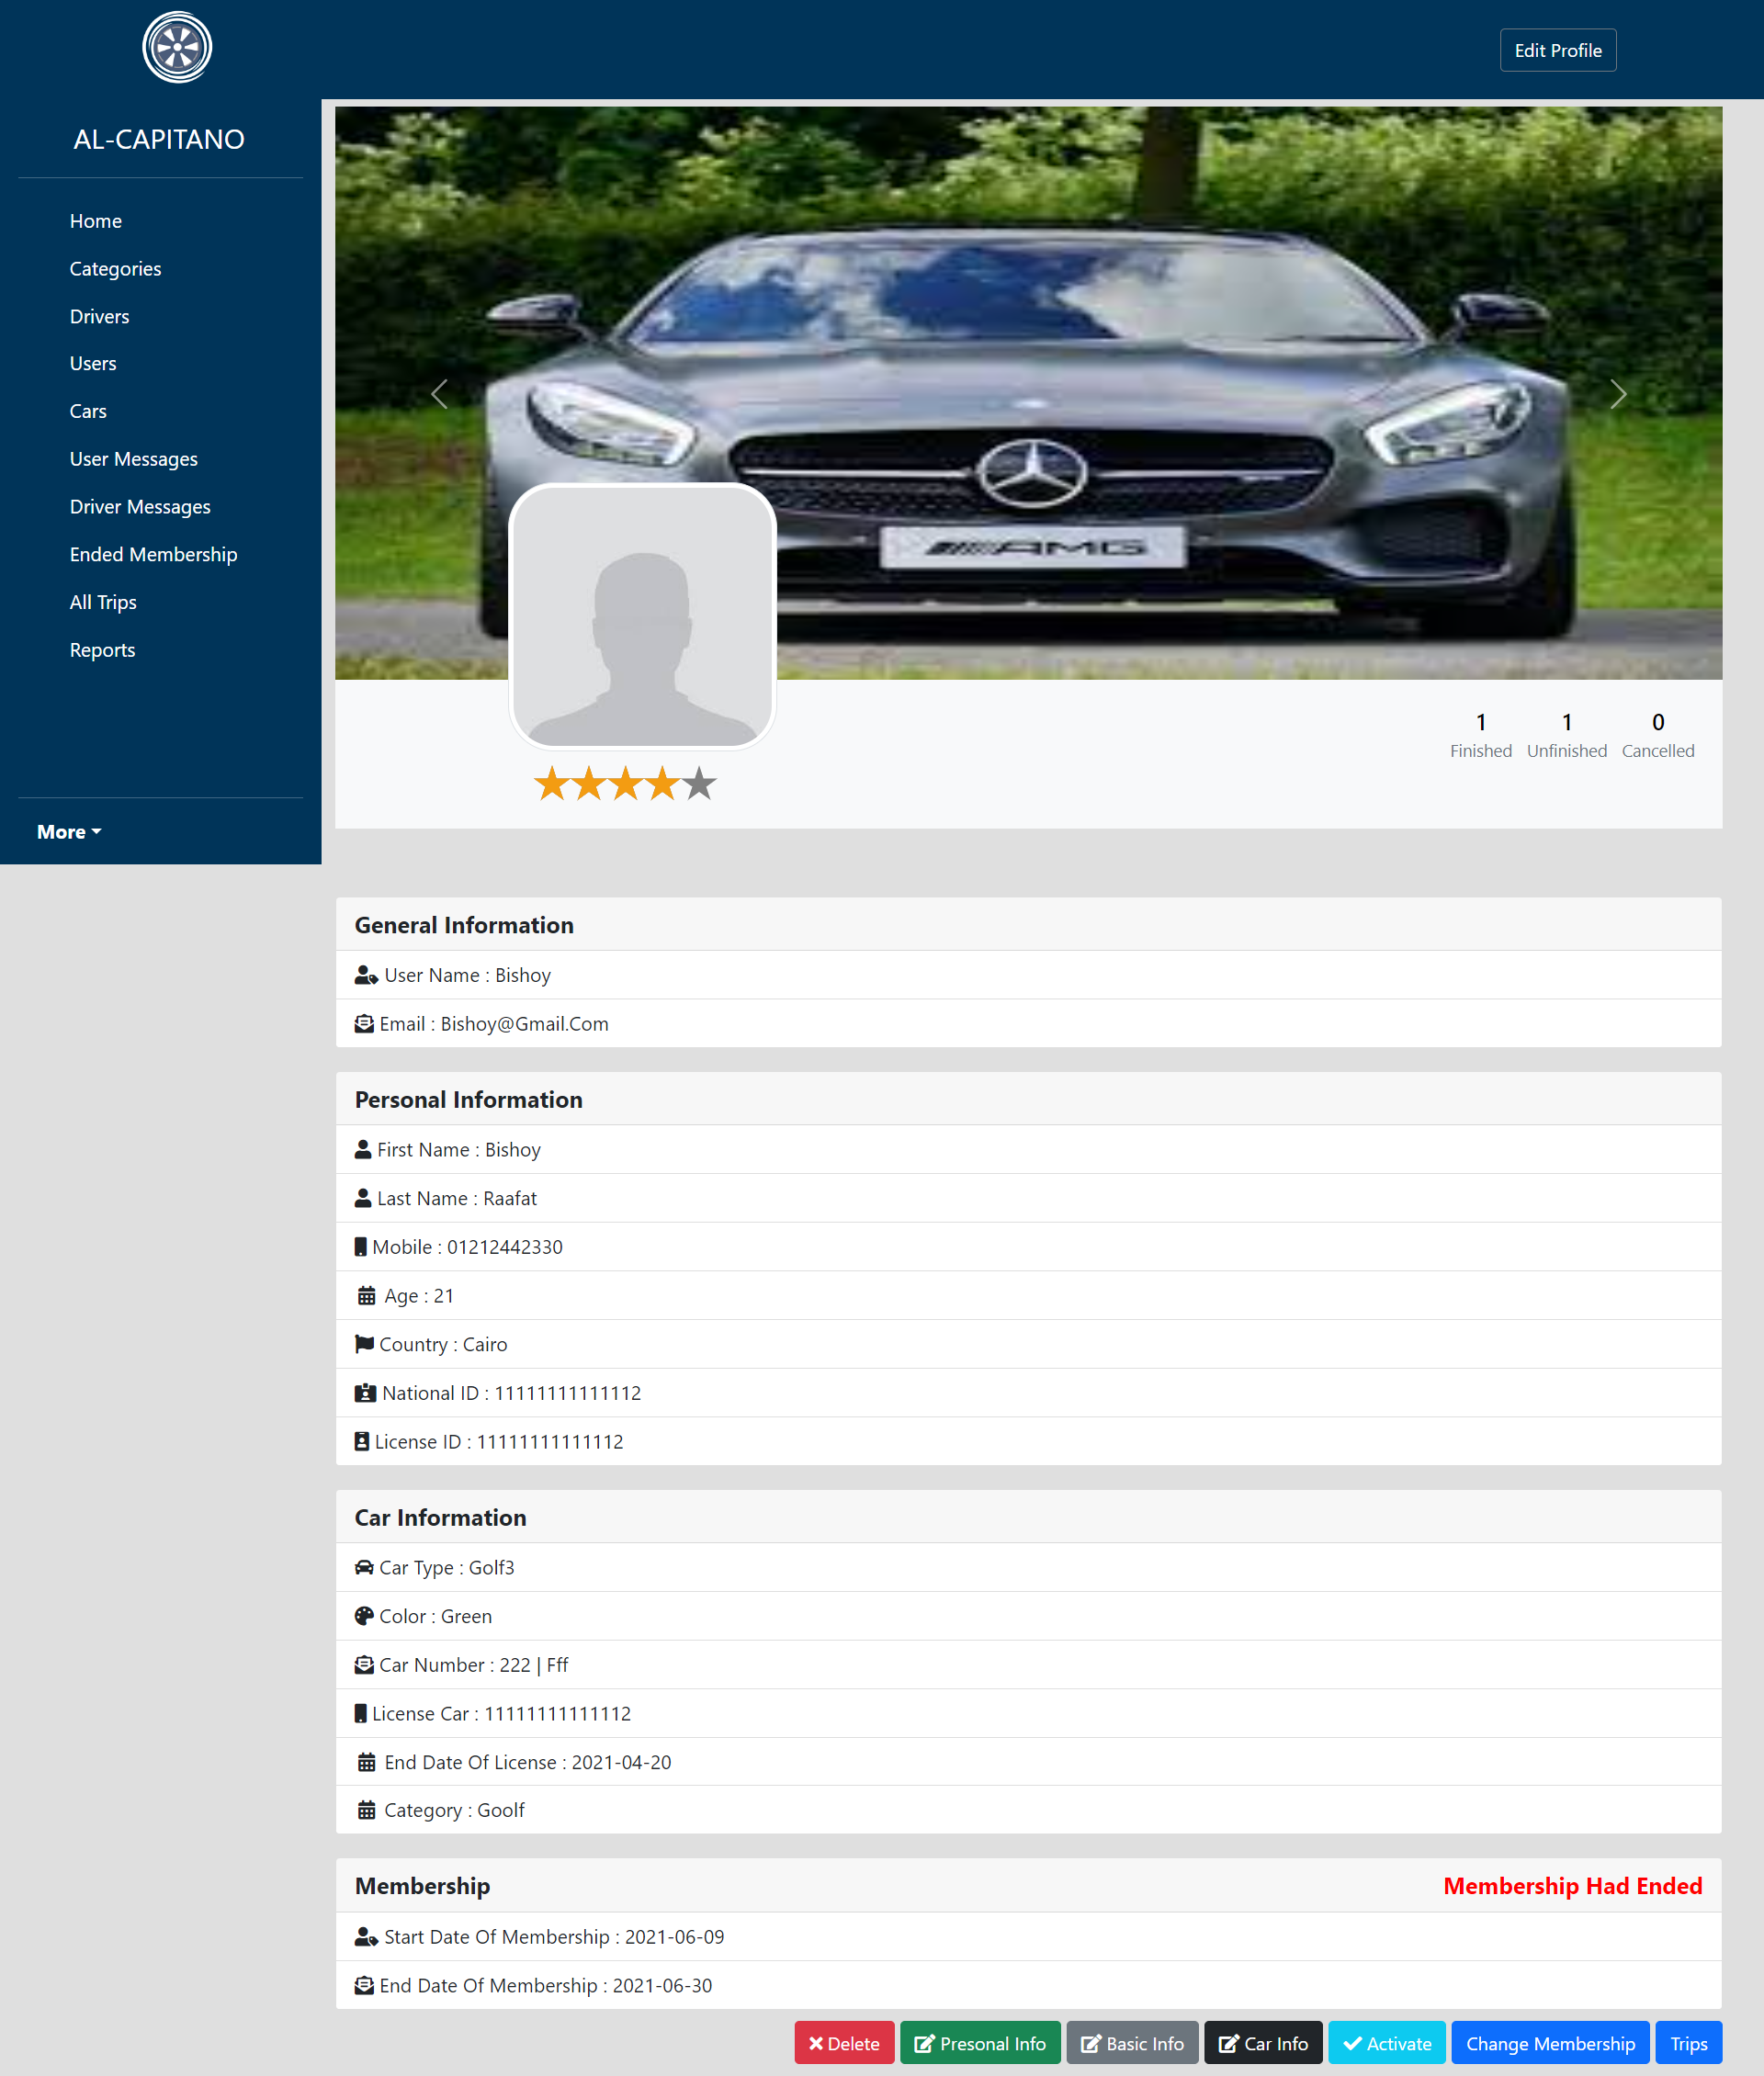 Edit Profile
AL-CAPITANO
Home
Categories
Drivers
Users
Cars
User Messages
Driver Messages
Ended Membership
All Trips
Reports
More
AMG
1 1 0
Finished Unfinished Cancelled
General Information
User Name : Bishoy
Email : Bishoy@Gmail.Com
Personal Information
First Name : Bishoy
Last Name : Raafat
Mobile : 01212442330
Age : 21
Country : Cairo
National ID : 11111111111112
License ID : 11111111111112
Car Information
Car Type : Golf3
Color : Green
Car Number : 222 | Fff
License Car : 11111111111112
End Date Of License : 2021-04-20
Category : Goolf
Membership Membership Had Ended
Start Date Of Membership : 2021-06-09
End Date Of Membership : 2021-06-30
Delete Presonal Info Basic Info Car Info Activate Change Membership Trips